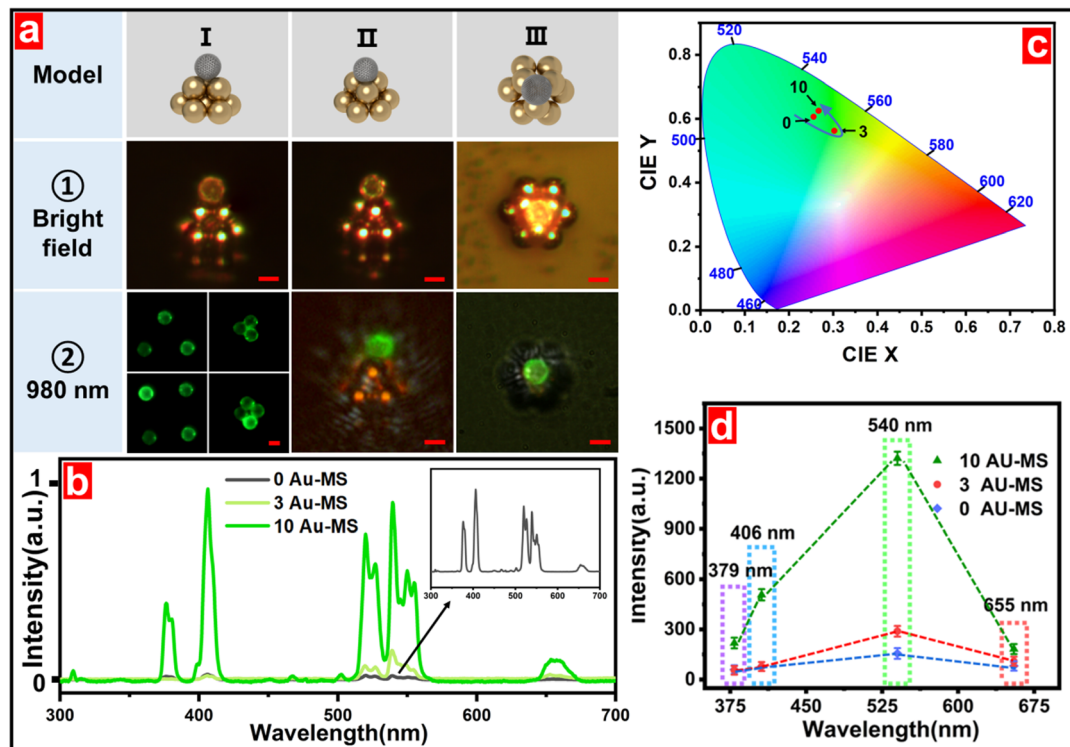 a
I
II
III
Model
①
Bright
field
②
980 nm
b
1
0
Intensity(a.u.)
0 Au-MS
3 Au-MS
10 Au-MS
300
400
500
600
700
300
400
500
600
700
Wavelength(nm)
c
0.8
0.6
0.4
0.2
0.0
CIE Y
520
540
560
580
600
620
500
480
460
10
0
3
0.0
0.1
0.2
0.3
0.4
0.5
0.6
0.7
0.8
CIE X
d
1500
1200
900
600
300
0
Intensity(a.u.)
540 nm
406 nm
379 nm
655 nm
10 AU-MS
3 AU-MS
0 AU-MS
375
450
525
600
675
Wavelength(nm)